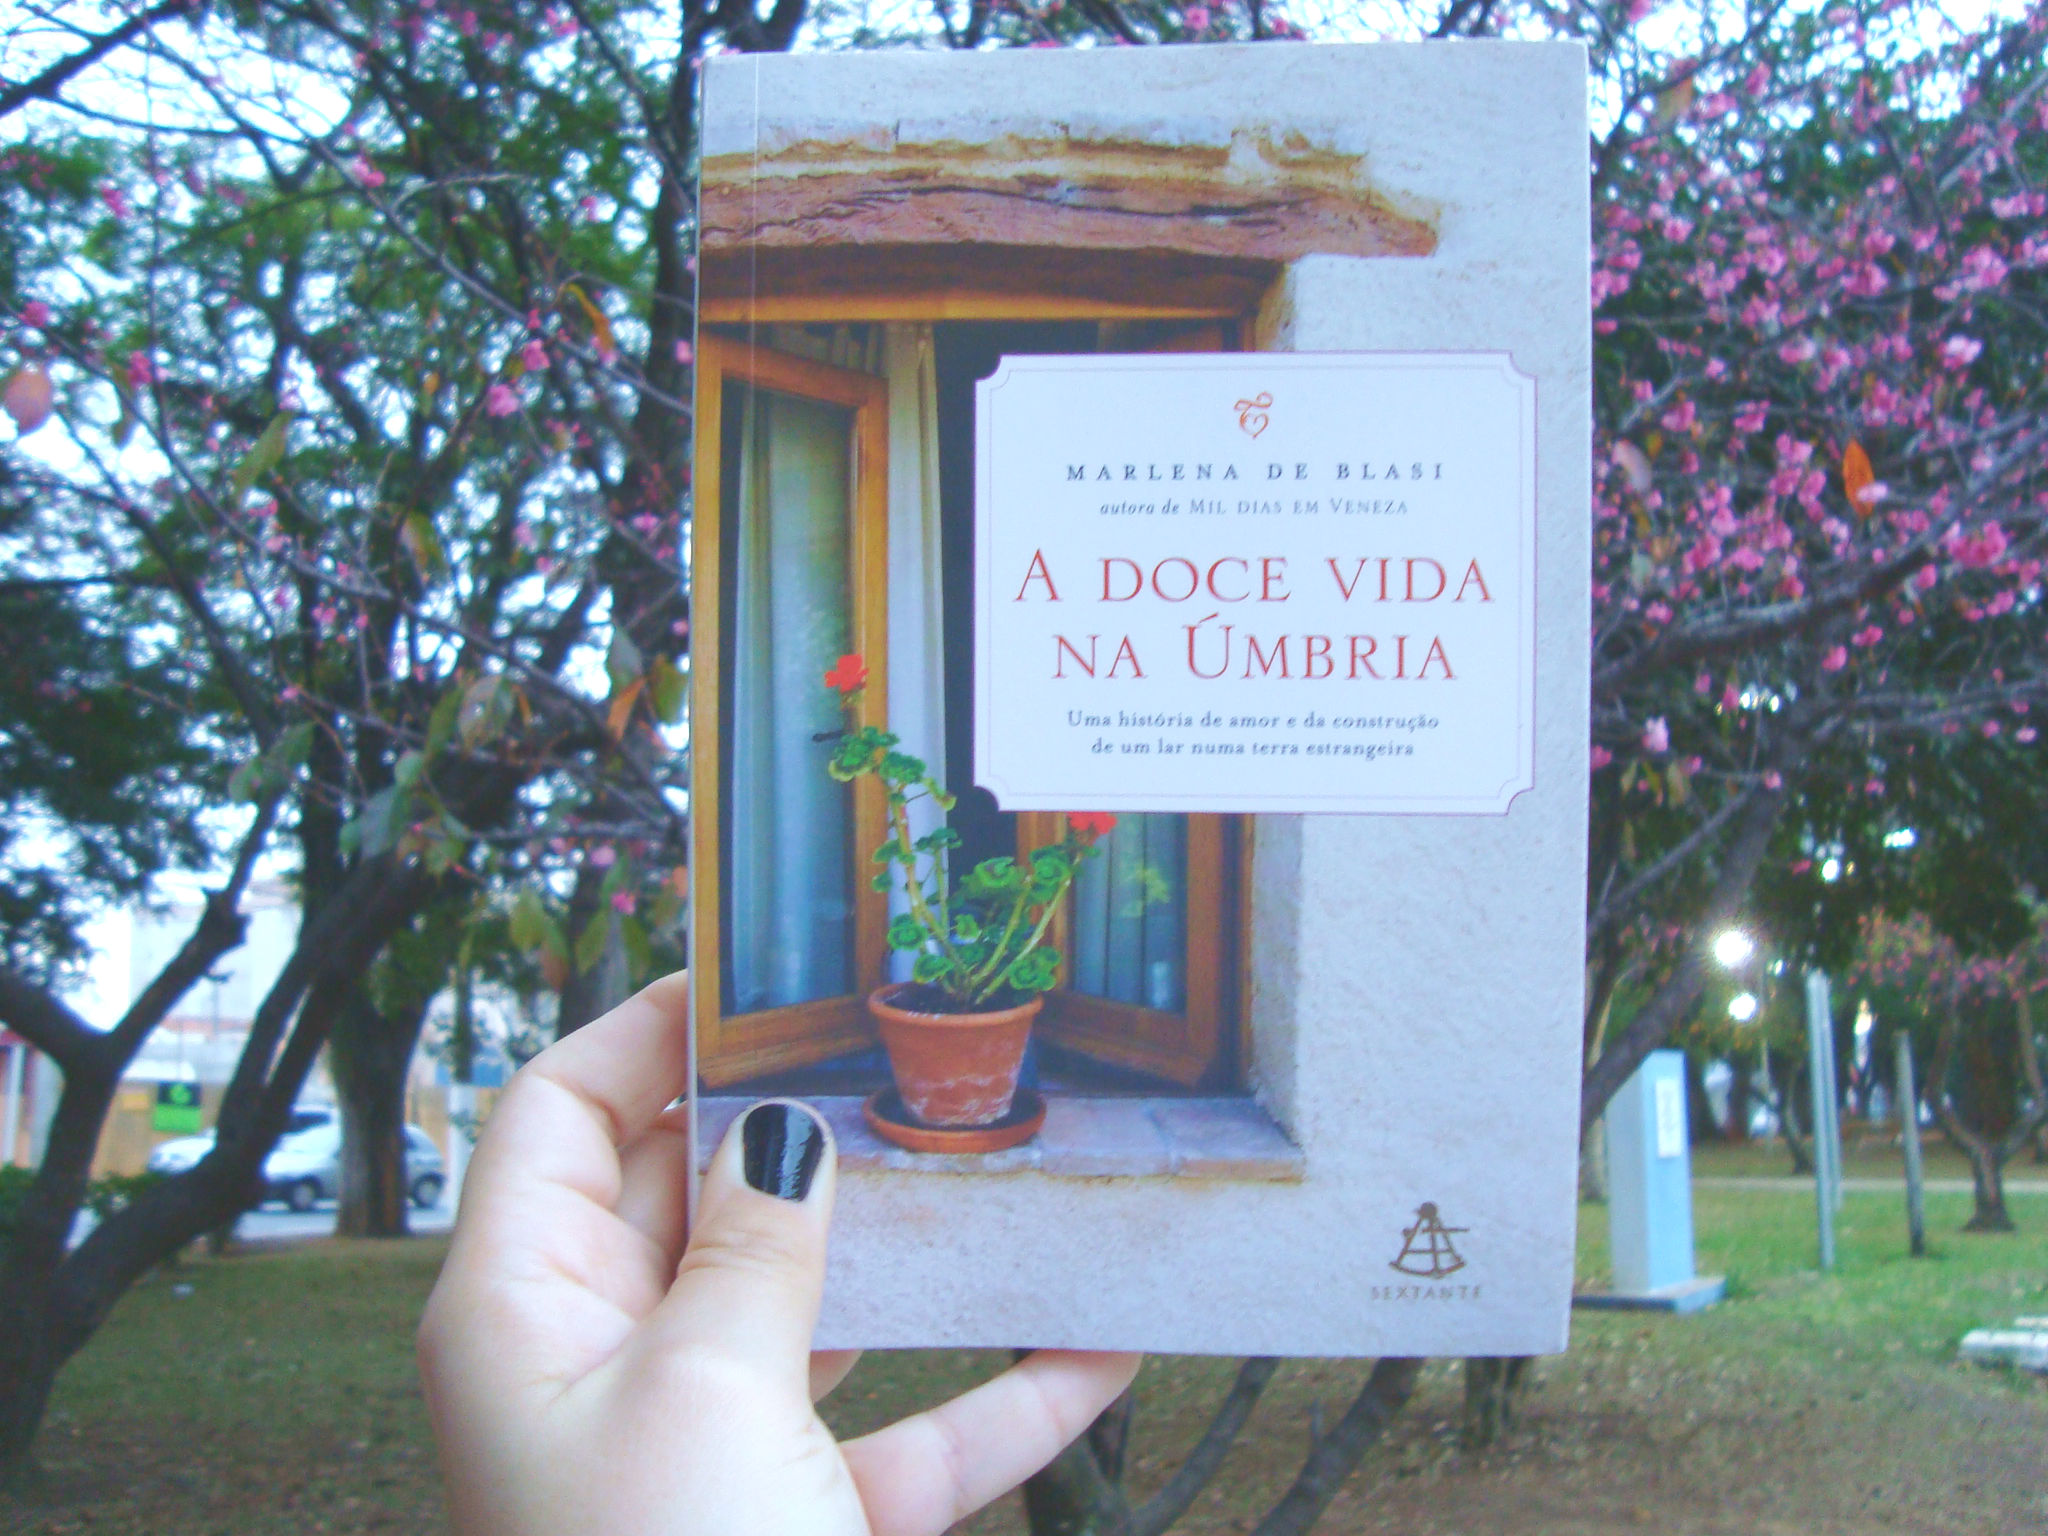 MARLENA DE BLASI
autora de MIL DIAS EM VENEZA
A DOCE VIDA
NA ÚMBRIA
Uma história de amor e da construção
de um lar numa terra estrangeira
SEXTANTE